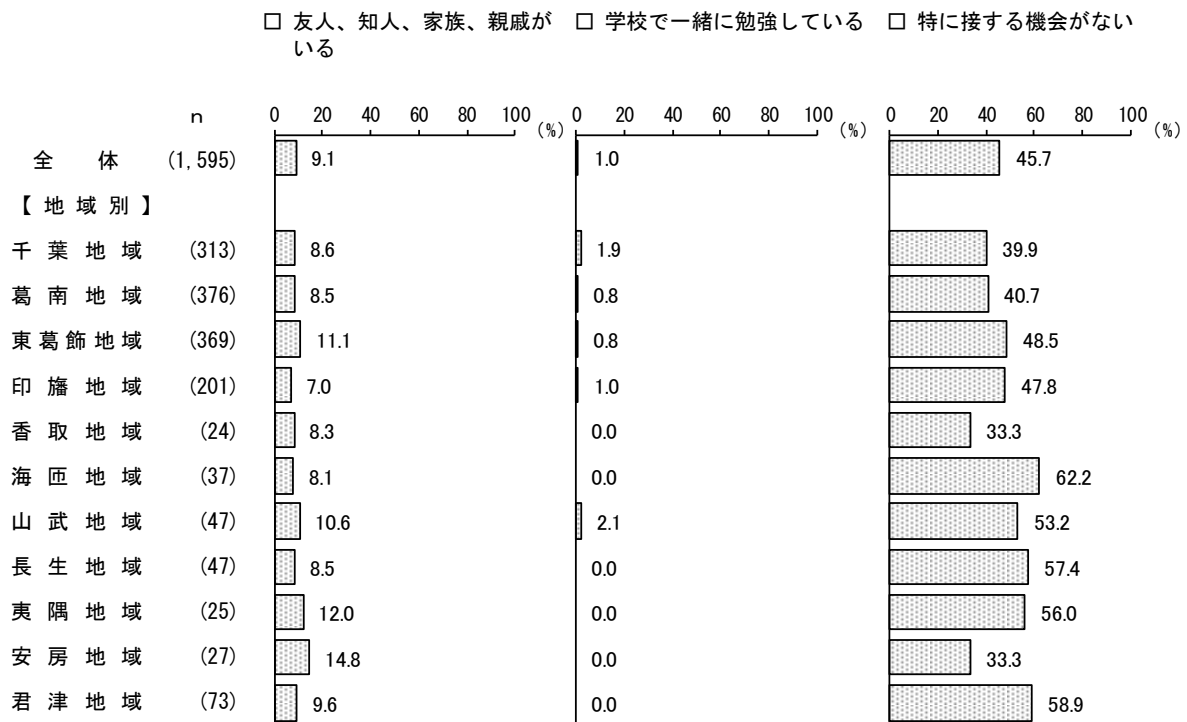 □ 友人、知人、家族、親戚が
いる
□ 学校で一緒に勉強している
□ 特に接する機会がない
n
0 20 40 60 80 100
(%)
0 20 40 60 80 100
(%)
0 20 40 60 80 100
(%)
全体 (1,595) 9.1 1.0 45.7
【地域別】
千葉地域 (313) 8.6 1.9 39.9
葛南地域 (376) 8.5 0.8 40.7
東葛飾地域 (369) 11.1 0.8 48.5
印旛地域 (201) 7.0 1.0 47.8
香取地域 (24) 8.3 0.0 33.3
海匝地域 (37) 8.1 0.0 62.2
山武地域 (47) 10.6 2.1 53.2
長生地域 (47) 8.5 0.0 57.4
夷隅地域 (25) 12.0 0.0 56.0
安房地域 (27) 14.8 0.0 33.3
君津地域 (73) 9.6 0.0 58.9